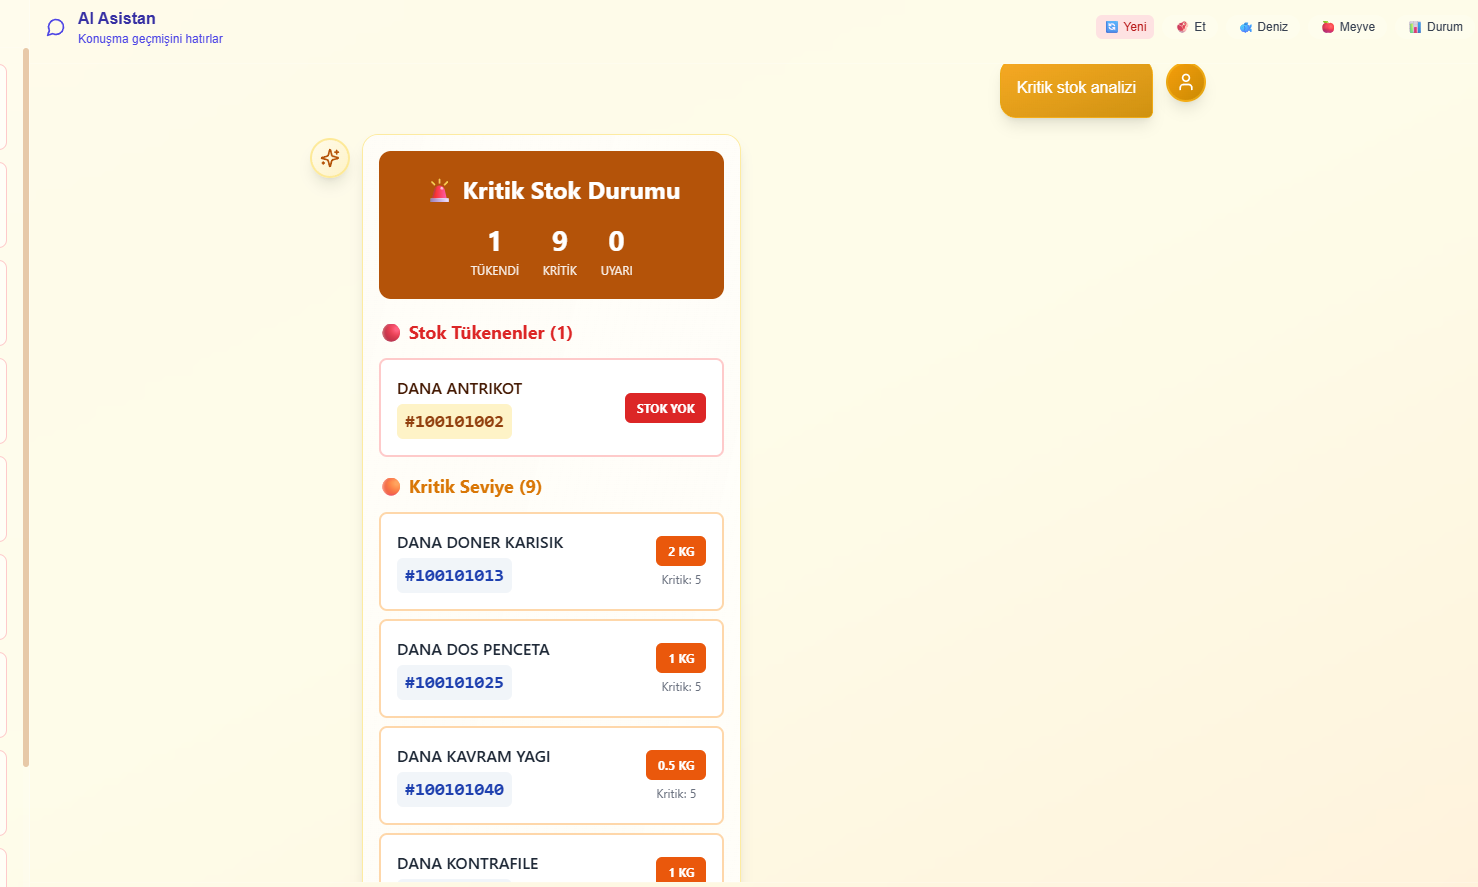 AI Asistan
Konuşma geçmişini hatırlar
Yeni
Et
Deniz
Meyve
Durum
Kritik stok analizi
Kritik Stok Durumu
1 9 0
TÜKENDİ KRİTİK UYARI
Stok Tükenenler (1)
DANA ANTRIKOT
#100101002
STOK YOK
Kritik Seviye (9)
DANA DONER KARISIK
#100101013
2 KG
Kritik: 5
DANA DOS PENCETA
#100101025
1 KG
Kritik: 5
DANA KAVRAM YAGI
#100101040
0.5 KG
Kritik: 5
DANA KONTRAFILE
1 KG